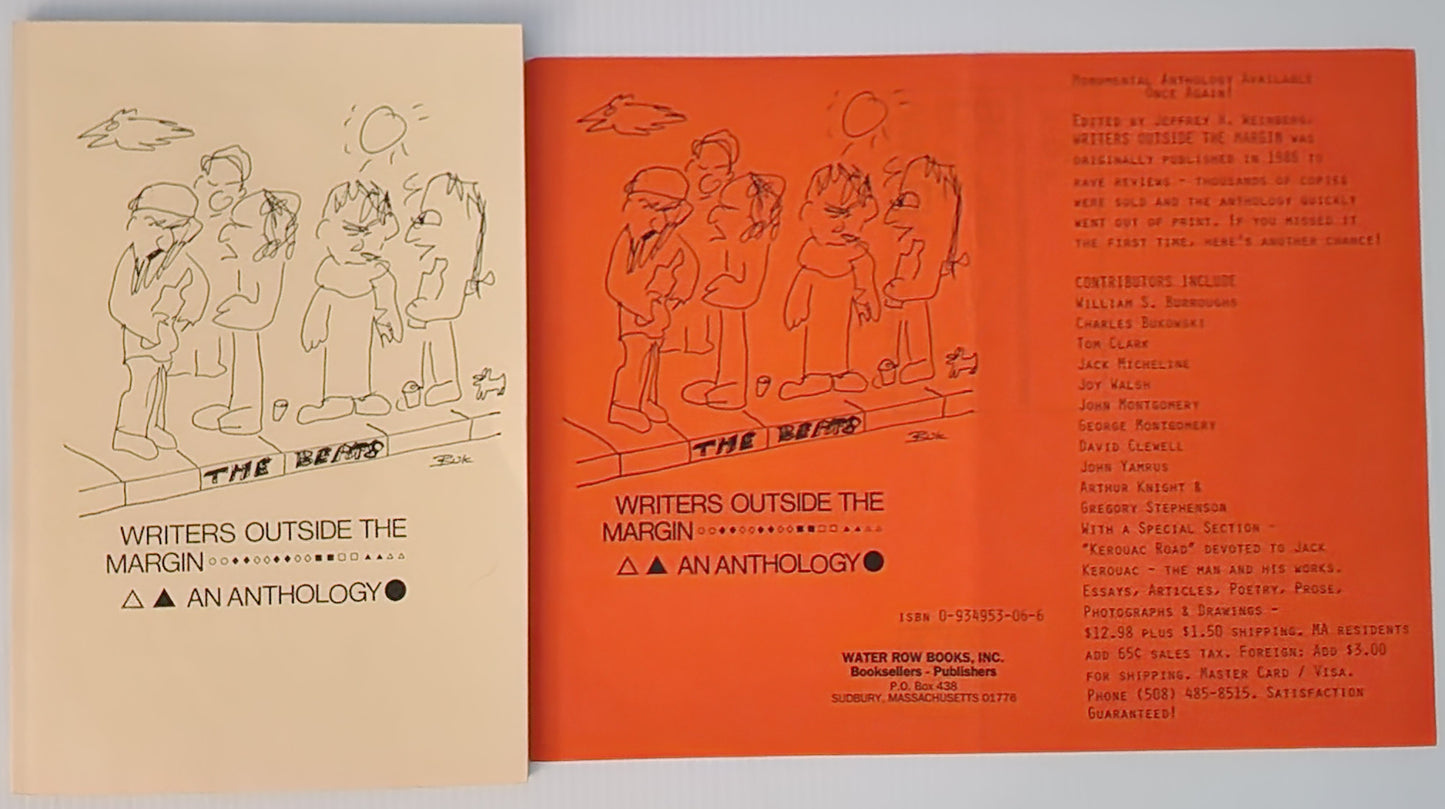 THE BEATS
BUK
WRITERS OUTSIDE THE
MARGIN
AN ANTHOLOGY
THE BEATS
BUK
WRITERS OUTSIDE THE
MARGIN
AN ANTHOLOGY
ISBN 0-934953-06-6
WATER ROW BOOKS, INC.
Booksellers - Publishers
P.O. Box 438
SUDBURY, MASSACHUSETTS 01776
MONUMENTAL ANTHOLOGY AVAILABLE
ONCE AGAIN!
EDITED BY JEFFREY H. WEINBERG,
WRITERS OUTSIDE THE MARGIN WAS
ORIGINALLY PUBLISHED IN 1986 TO
RAVE REVIEWS - THOUSANDS OF COPIES
WERE SOLD AND THE ANTHOLOGY QUICKLY
WENT OUT OF PRINT. IF YOU MISSED IT
THE FIRST TIME, HERE'S ANOTHER CHANCE!
CONTRIBUTORS INCLUDE
WILLIAM S. BURROUGHS
CHARLES BUKOWSKI
TOM CLARK
JACK MICHELINE
JOY WALSH
JOHN MONTGOMERY
GEORGE MONTGOMERY
DAVID CLEWELL
JOHN YAMRUS
ARTHUR KNIGHT &
GREGORY STEPHENSON
WITH A SPECIAL SECTION -
"KEROUAC ROAD" DEVOTED TO JACK
KEROUAC - THE MAN AND HIS WORKS.
ESSAYS, ARTICLES, POETRY, PROSE,
PHOTOGRAPHS & DRAWINGS -
$12.98 PLUS $1.50 SHIPPING. MA RESIDENTS
ADD 65¢ SALES TAX. FOREIGN: ADD $3.00
FOR SHIPPING. MASTER CARD / VISA.
PHONE (508) 485-8515. SATISFACTION
GUARANTEED!